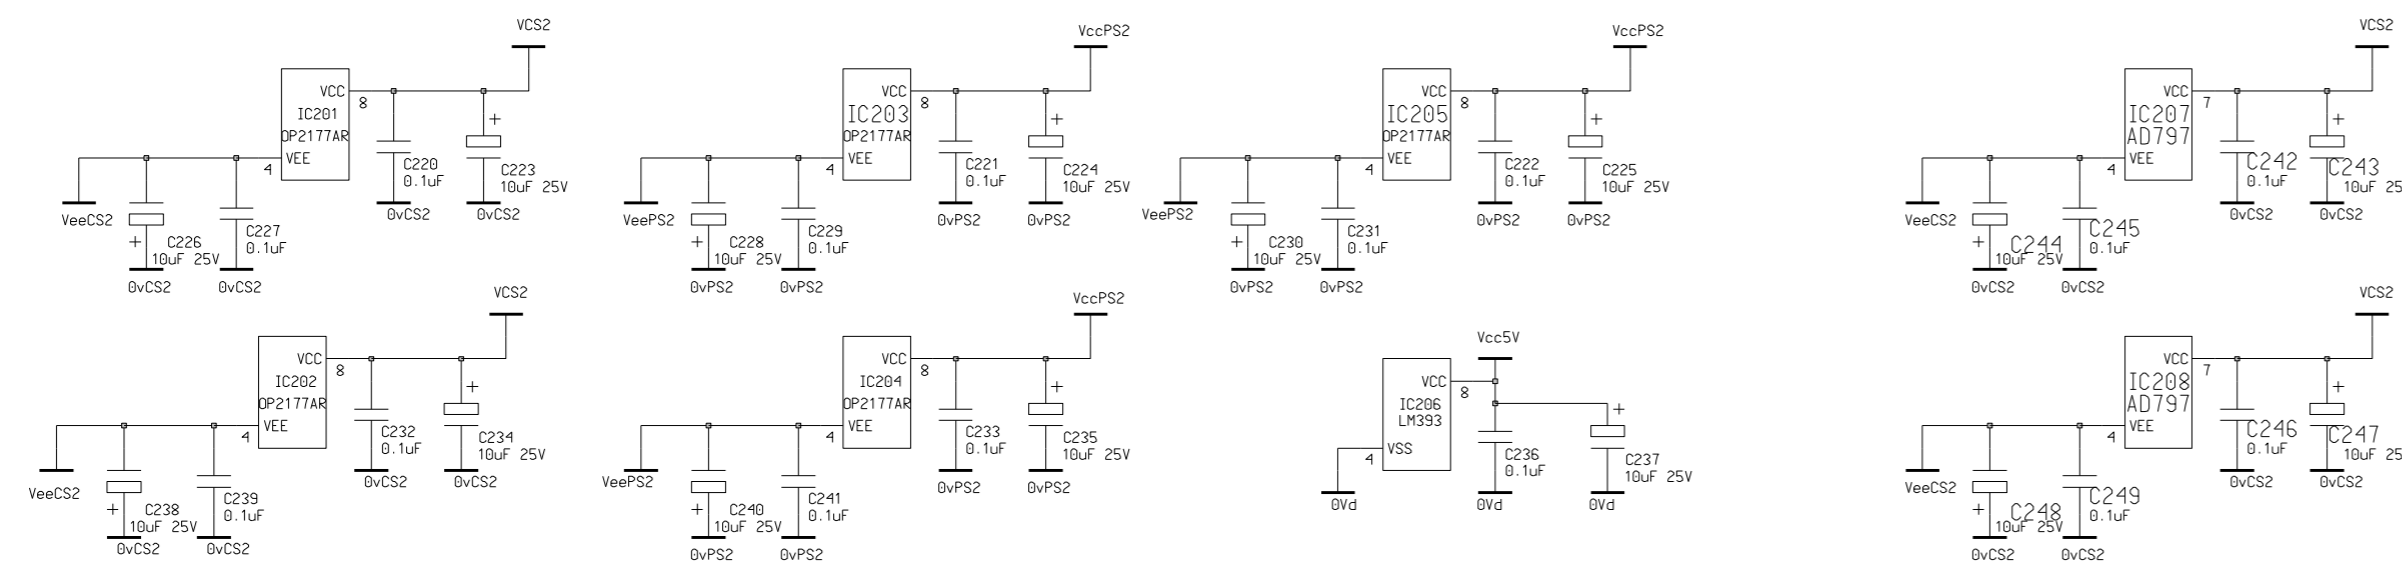 VCS2
VCC
8
IC201
OP2177AR
VEE
4
C220
0.1uF
0vCS2
+
C223
10uF 25V
0vCS2
VeeCS2
+
C226
10uF 25V
0vCS2
C227
0.1uF
0vCS2
VccPS2
VCC
8
IC203
OP2177AR
VEE
4
C221
0.1uF
0vPS2
+
C224
10uF 25V
0vPS2
VeePS2
+
C228
10uF 25V
0vPS2
C229
0.1uF
0vPS2
VccPS2
VCC
8
IC205
OP2177AR
VEE
4
C222
0.1uF
0vPS2
+
C225
10uF 25V
0vPS2
VeePS2
+
C230
10uF 25V
0vPS2
C231
0.1uF
0vPS2
VCS2
VCC
7
IC207
AD797
VEE
4
C242
0.1uF
0vCS2
+
C243
10uF 25
0vCS2
VeeCS2
+
C244
10uF 25V
0vCS2
C245
0.1uF
0vCS2
VCS2
VCC
8
IC202
OP2177AR
VEE
4
C232
0.1uF
0vCS2
+
C234
10uF 25V
0vCS2
VeeCS2
+
C238
10uF 25V
0vCS2
C239
0.1uF
0vCS2
VccPS2
VCC
8
IC204
OP2177AR
VEE
4
C233
0.1uF
0vPS2
+
C235
10uF 25V
0vPS2
VeePS2
+
C240
10uF 25V
0vPS2
C241
0.1uF
0vPS2
Vcc5V
VCC
8
IC206
LM393
VSS
4
0Vd
C236
0.1uF
0Vd
+
C237
10uF 25V
0Vd
VCS2
VCC
7
IC208
AD797
VEE
4
C246
0.1uF
0vCS2
+
C247
10uF 25
0vCS2
VeeCS2
+
C248
10uF 25V
0vCS2
C249
0.1uF
0vCS2